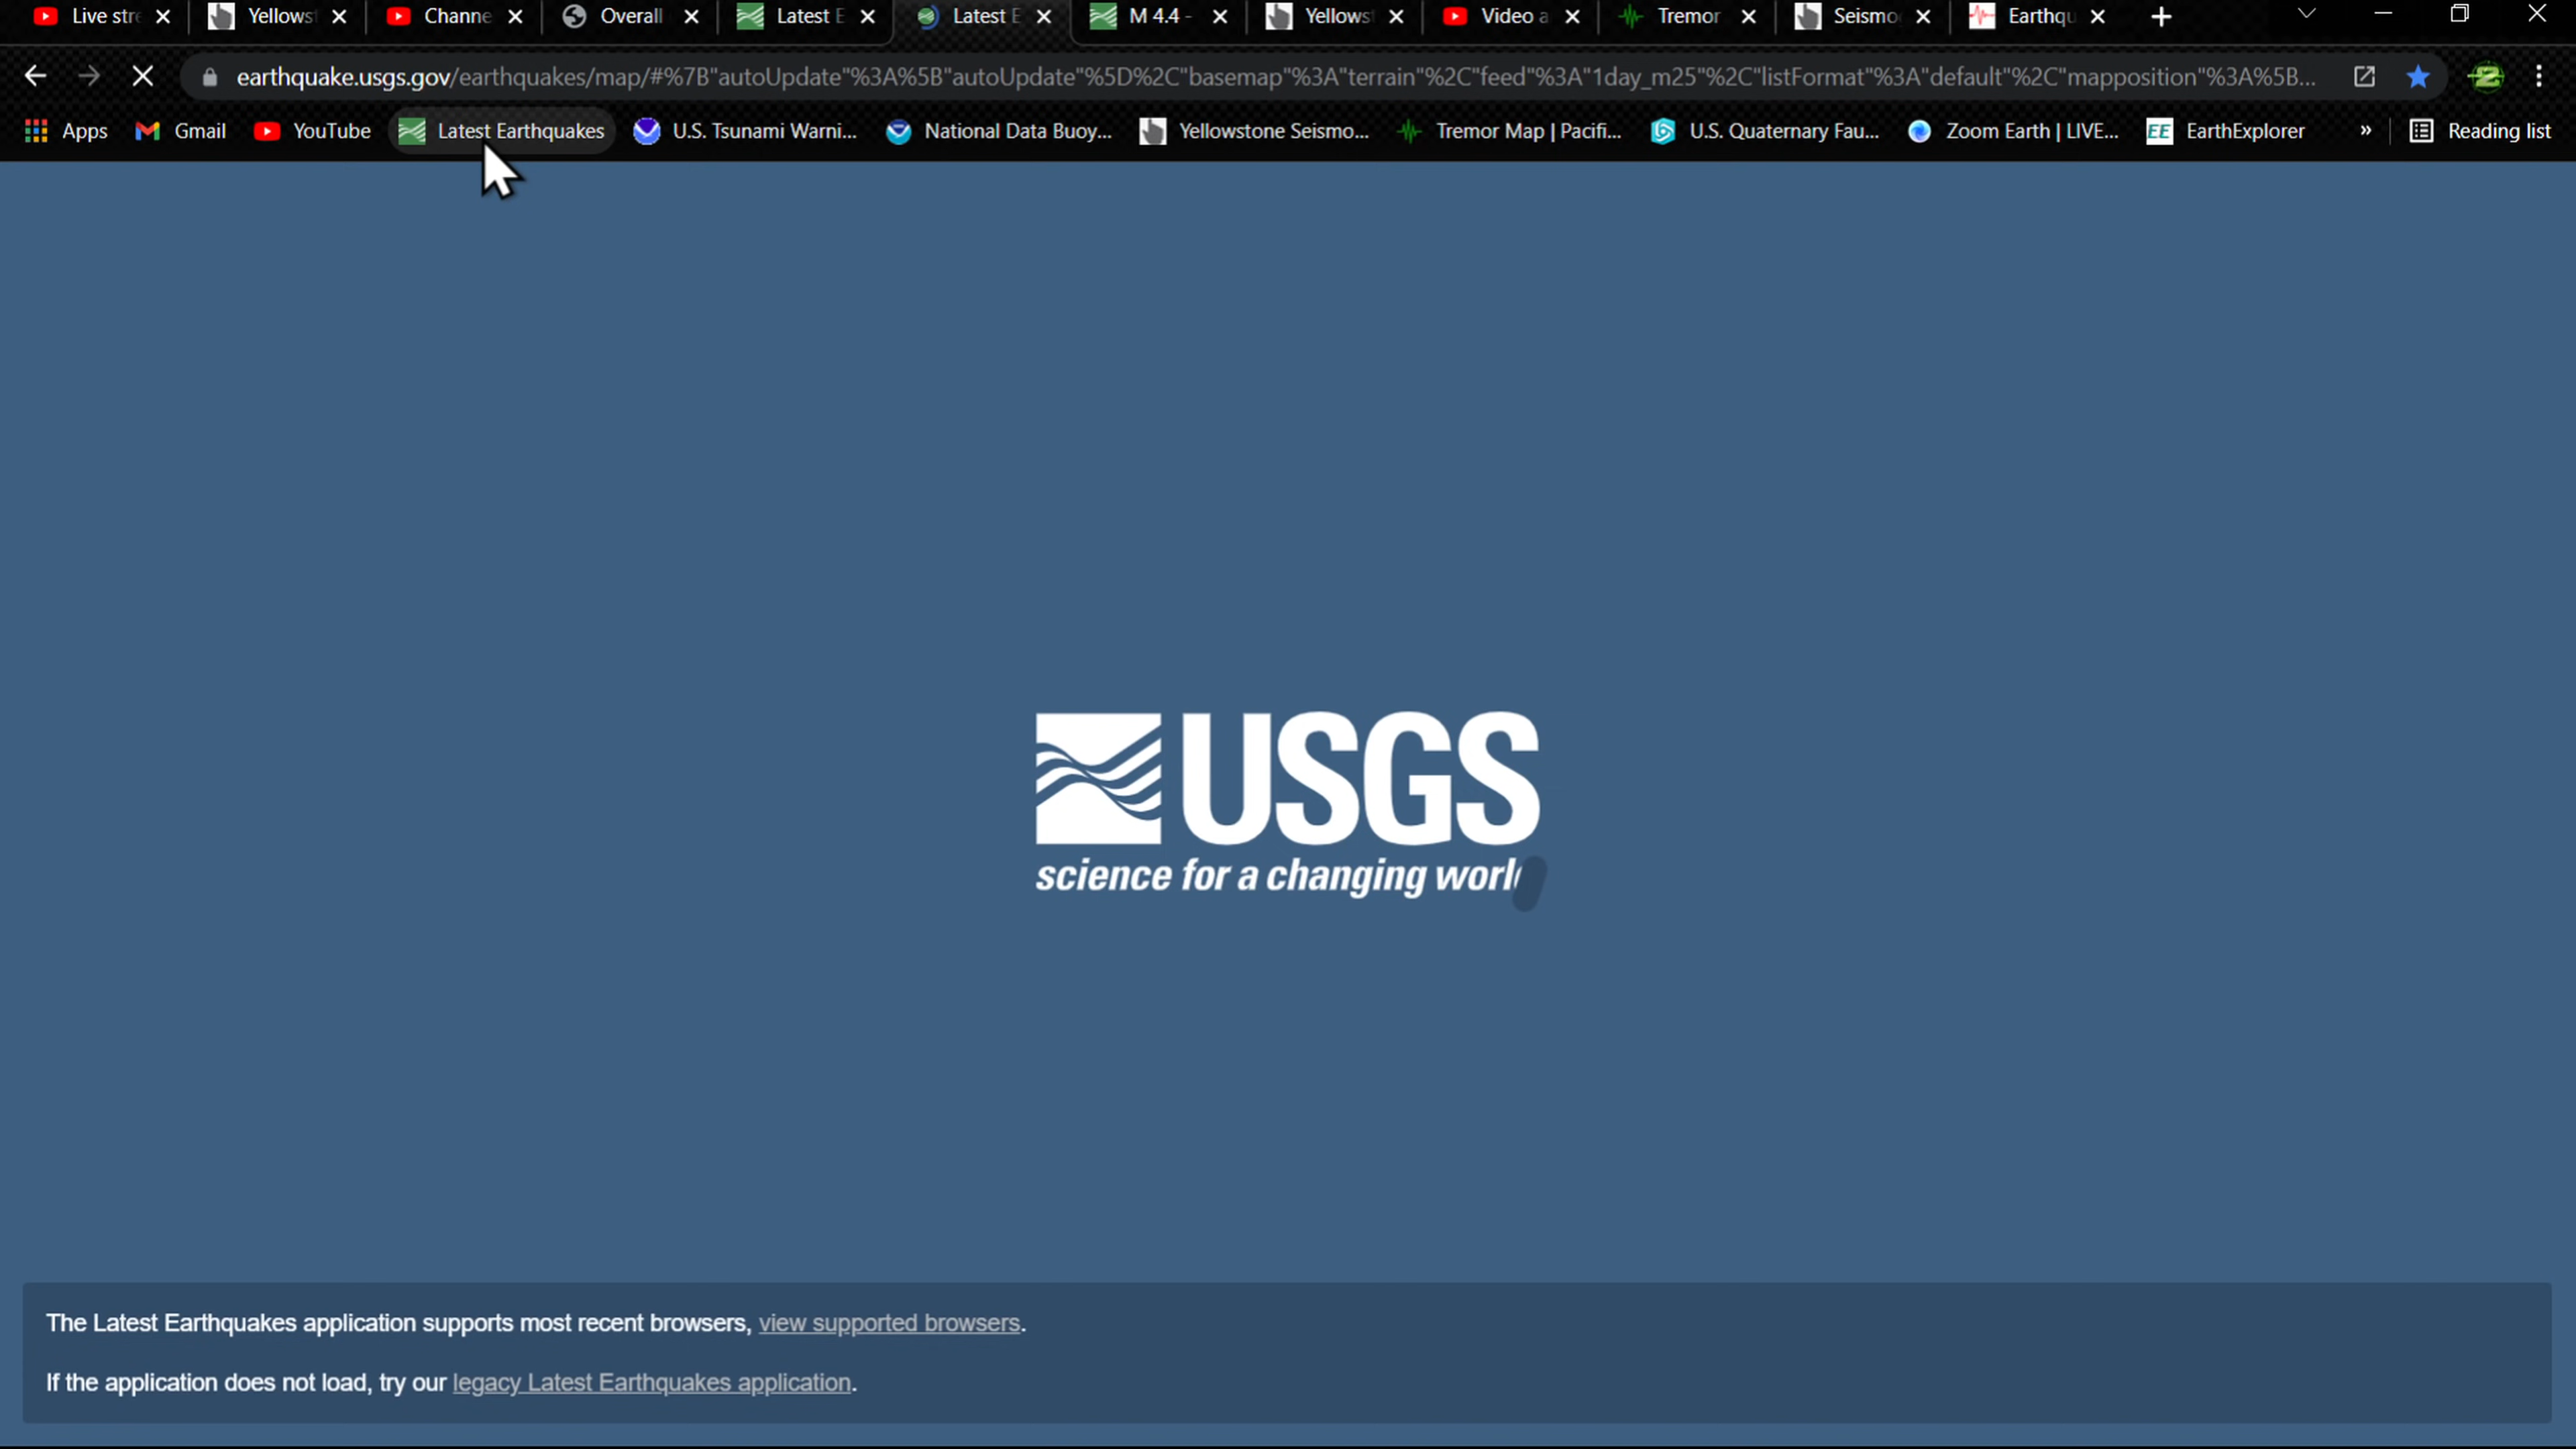 Live str Yellows Channe Overall Latest E Latest E M 4.4 - Yellows Video a Tremor Seismo Earthqu
earthquake.usgs.gov/earthquakes/map/#%7B"autoUpdate"%3A%5B"autoUpdate"%5D%2C"basemap"%3A"terrain"%2C"feed"%3A"1day_m25"%2C"listFormat"%3A"default"%2C"mapposition"%3A%5B...
Apps Gmail YouTube Latest Earthquakes U.S. Tsunami Warni... National Data Buoy... Yellowstone Seismo... Tremor Map | Pacifi... U.S. Quaternary Fau... Zoom Earth | LIVE... EE EarthExplorer » Reading list
USGS
science for a changing worl
The Latest Earthquakes application supports most recent browsers, view supported browsers.
If the application does not load, try our legacy Latest Earthquakes application.